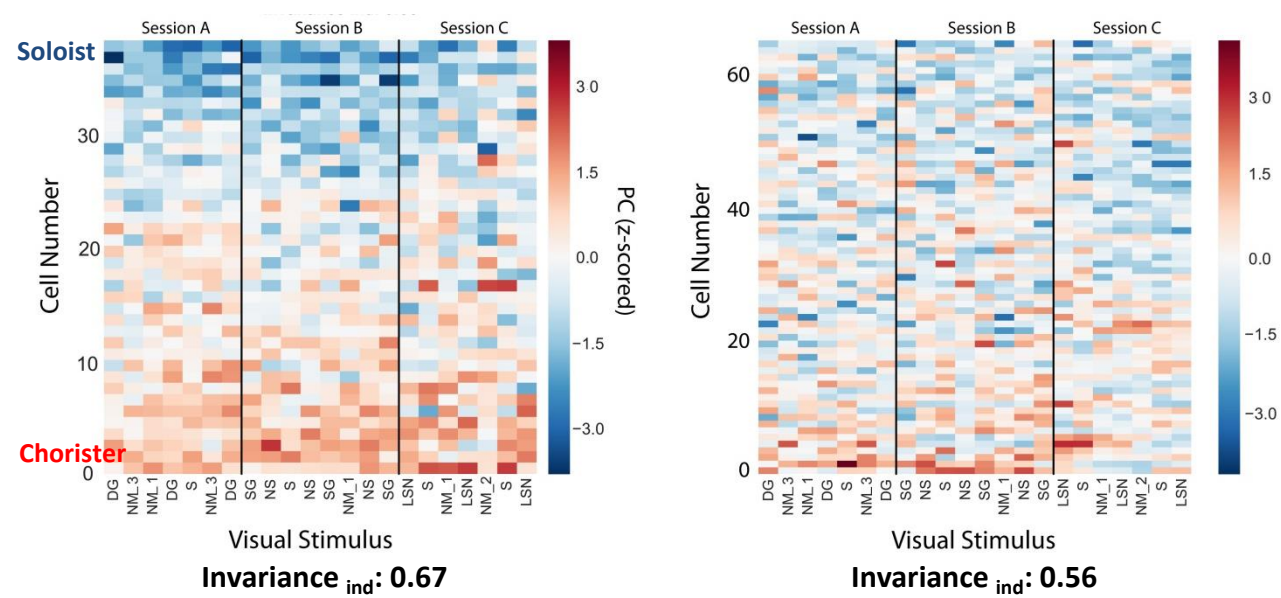 Session A
Session B
Session C
Soloist
Chorister
30
20
10
0
Cell Number
DG
NM_3
NM_1
DG
S
NM_3
DG
SG
NS
S
NS
SG
NM_1
NS
SG
LSN
S
NM_1
LSN
NM_2
S
LSN
Visual Stimulus
3.0
1.5
0.0
−1.5
−3.0
PC (z-scored)
Invariance ind: 0.67
Session A
Session B
Session C
60
40
20
0
Cell Number
DG
NM_3
NM_1
DG
S
NM_3
DG
SG
NS
S
NS
SG
NM_1
NS
SG
LSN
S
NM_1
LSN
NM_2
S
LSN
Visual Stimulus
3.0
1.5
0.0
−1.5
−3.0
Invariance ind: 0.56